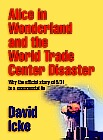 Alice in
Wonderland
and the
World Trade
Center Disaster
Why the official story of 9/11
is a monumental lie
David
Icke